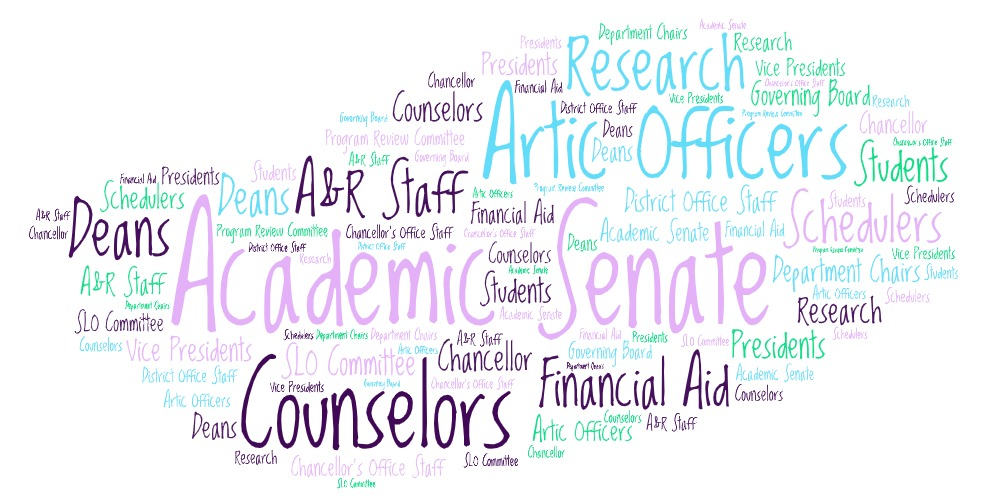 Academic Senate
Department Chairs
Presidents
Research
Research
Presidents
Vice Presidents
Chancellor
Financial Aid
Chancellor's Office Staff
Counselors
Vice Presidents
Governing Board
Research
District Office Staff
Governing Board
Artic Officers
Program Review Committee
Chancellor
Deans
Program Review Committee
Deans
Chancellor's Office Staff
A&R Staff
Governing Board
Students
Students
Financial Aid
Presidents
A&R Staff
Program Review Committee
Schedulers
Deans
Artic Officers
District Office Staff
Students
Schedulers
A&R Staff
Financial Aid
Schedulers
Chancellor
Deans
Program Review Committee
Chancellor's Office Staff
Chancellor's Office Staff
Academic Senate
Financial Aid
District Office Staff
District Office Staff
Deans
Program Review Committee
Research
Academic Senate
Counselors
Vice Presidents
Academic Senate
Department Chairs
Students
A&R Staff
Students
Artic Officers
Schedulers
Department Chairs
Academic Senate
Research
SLO Committee
Schedulers
Department Chairs
Department Chairs
A&R Staff
Financial Aid
Presidents
SLO Committee
Schedulers
Counselors
Vice Presidents
SLO Committee
Artic Officers
Chancellor
Governing Board
Presidents
Department Chairs
District Office Staff
Vice Presidents
Governing Board
Chancellor's Office Staff
Financial Aid
Academic Senate
Artic Officers
Counselors
Counselors
Deans
Artic Officers
Counselors
A&R Staff
Research
Chancellor's Office Staff
SLO Committee
Chancellor
SLO Committee